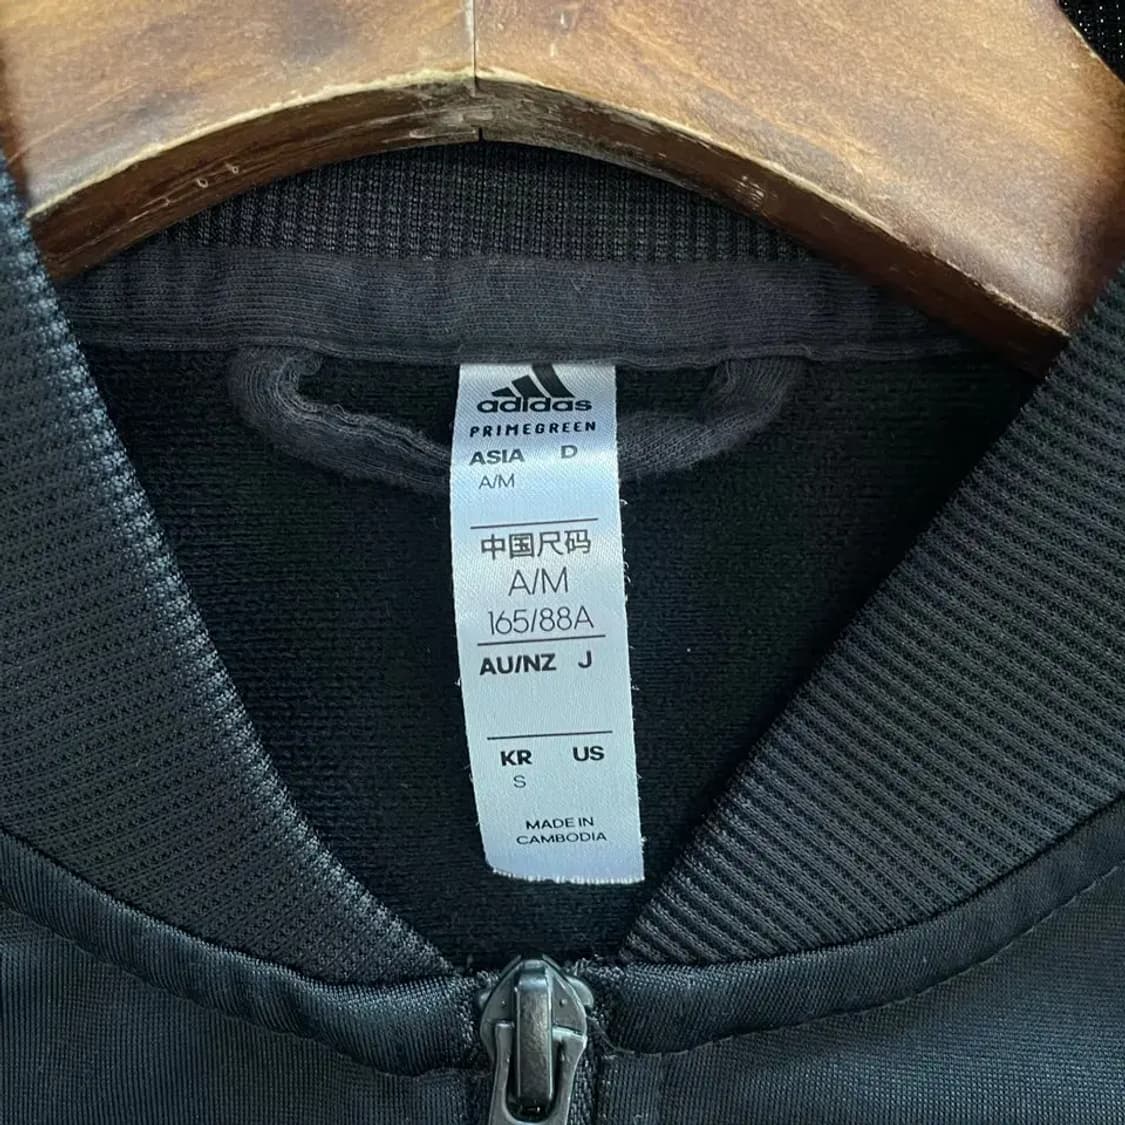 adidas
PRIMEGREEN
ASIA D
A/M
中国尺码
A/M
165/88A
AU/NZ J
KR US
S
MADE IN
CAMBODIA